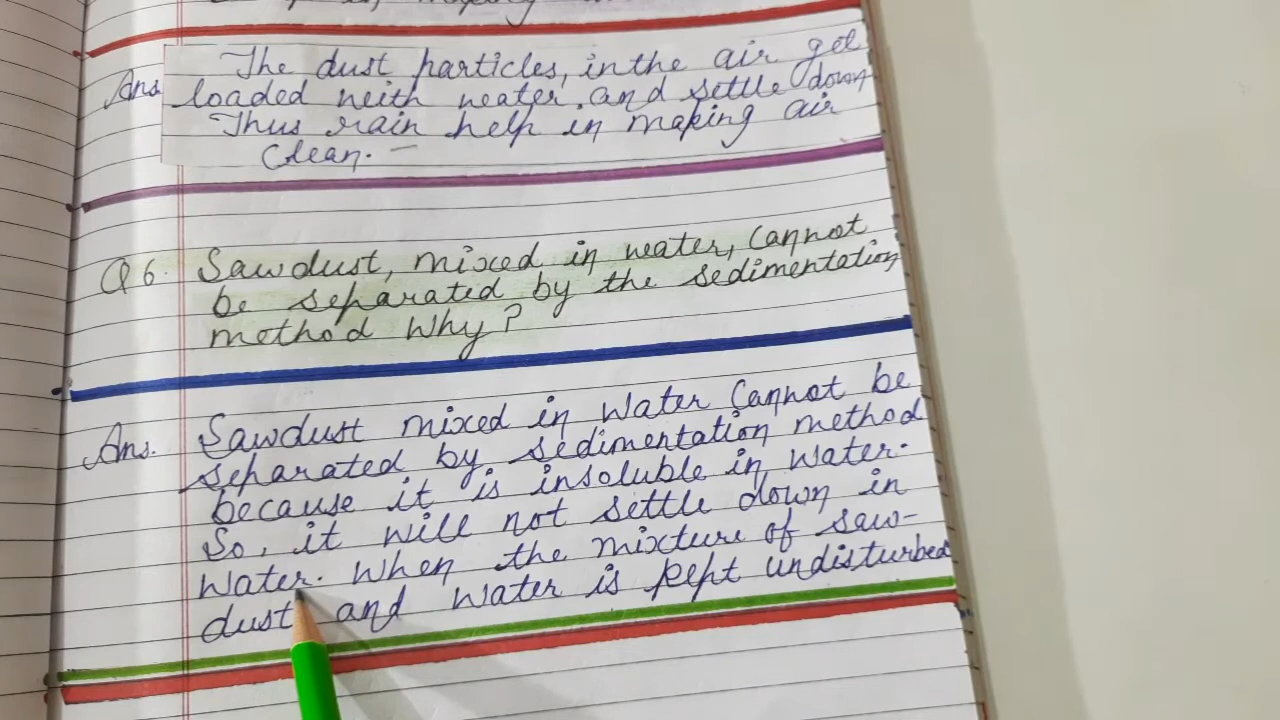 Ans. The dust particles, in the air get
loaded with water, and settle down
Thus rain help in making air
Clean. -
Q 6. Sawdust, mixed in water, Cannot
be separated by the sedimentation
method Why?
Ans. Sawdust mixed in Water Cannot be
separated by sedimentation method
because it is insoluble in Water.
So, it will not settle down in
Water. When the mixture of saw-
dust and Water is kept undisturbed